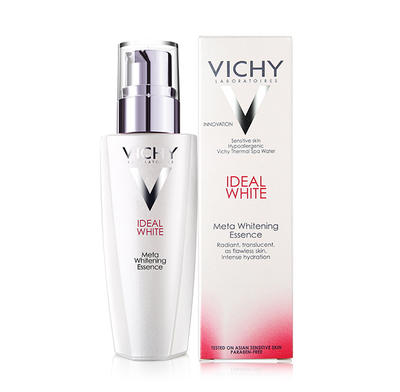 VICHY
LABORATOIRES
IDEAL
WHITE
Meta
Whitening
Essence
VICHY
LABORATOIRES
INNOVATION
Sensitive skin
Hypoallergenic
Vichy Thermal Spa Water
IDEAL
WHITE
Meta Whitening
Essence
Radiant, translucent,
as flawless skin,
Intense hydration
TESTED ON ASIAN SENSITIVE SKIN
PARABEN-FREE